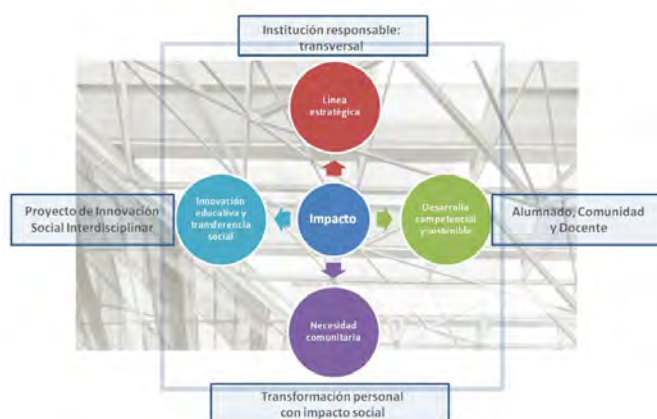 Institución responsable:
transversal
Línea
estratégica
Proyecto de Innovación
Social Interdisciplinar
Innovación
educativa y
transferencia
social
Impacto
Desarrollo
competencial
y sostenible
Alumnado, Comunidad
y Docente
Necesidad
comunitaria
Transformación personal
con impacto social